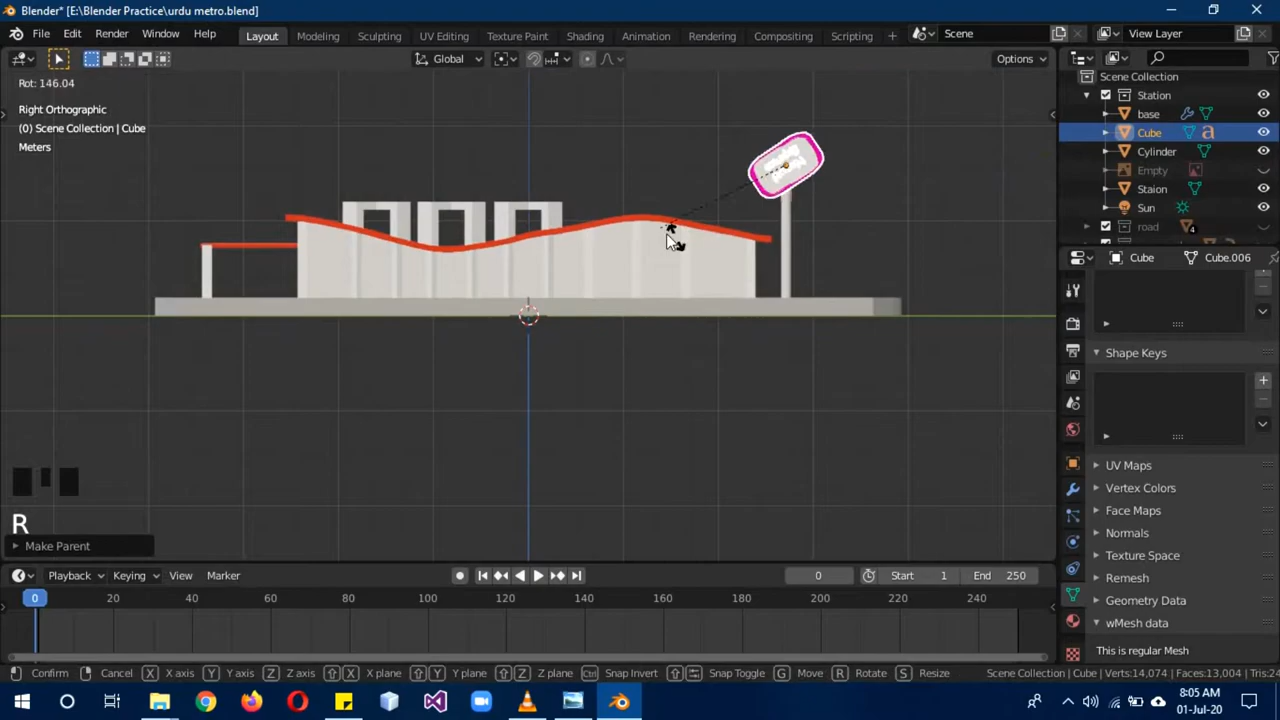 Blender* [E:\Blender Practice\urdu metro.blend]
File Edit Render Window Help
Layout Modeling Sculpting UV Editing Texture Paint Shading Animation Rendering Compositing Scripting
Scene View Layer
Global Options
Rot: 146.04
Right Orthographic
(0) Scene Collection | Cube
Meters
Scene Collection
Station
base
Cube
Cylinder
Empty
Staion
Sun
road 4
Cube Cube.006
Shape Keys
UV Maps
Vertex Colors
Face Maps
Normals
Texture Space
Remesh
Geometry Data
wMesh data
This is regular Mesh
R
Make Parent
Playback Keying View Marker 0 Start 1 End 250
0 20 40 60 80 100 120 140 160 180 200 220 240
Confirm Cancel X X axis Y Y axis Z Z axis X X plane Y Y plane Z Z plane Ctrl Snap Invert Snap Toggle G Move R Rotate S Resize Scene Collection | Cube | Verts:14,074 | Faces:13,004 | Tris:24
8:05 AM
01-Jul-20